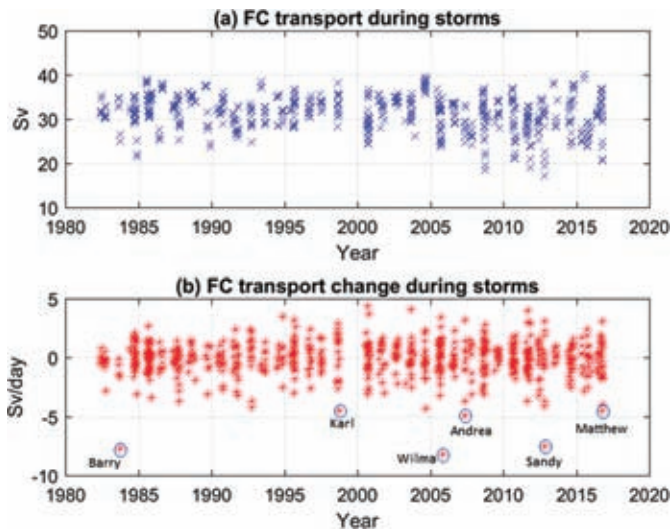 (a) FC transport during storms
50
40
30
20
10
Sv
1980 1985 1990 1995 2000 2005 2010 2015 2020
Year
(b) FC transport change during storms
5
0
-5
-10
Sv/day
Karl
Andrea
Matthew
Barry
Wilma
Sandy
1980 1985 1990 1995 2000 2005 2010 2015 2020
Year